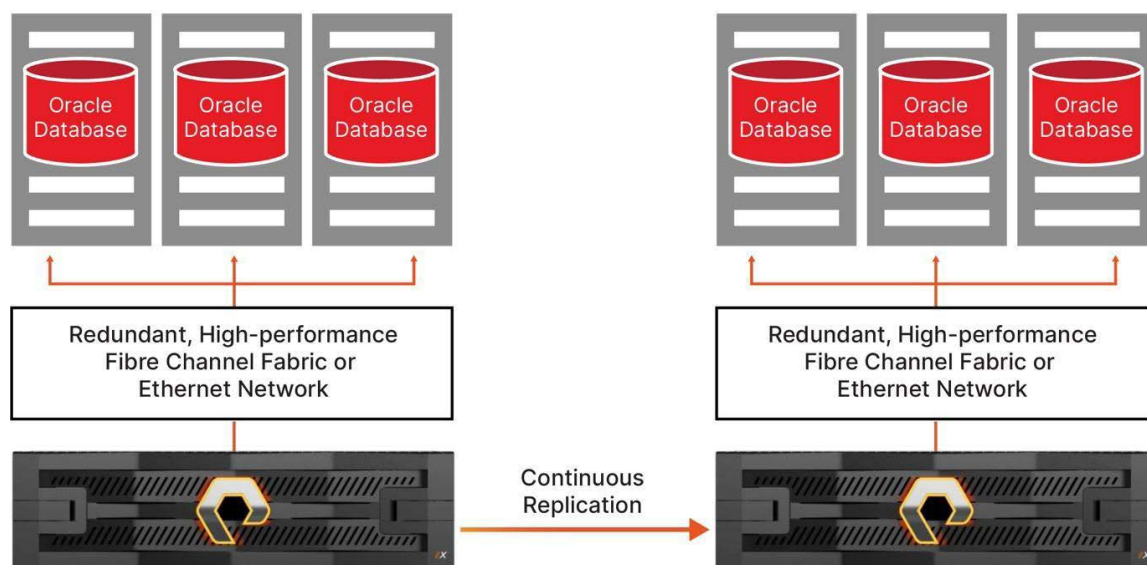 Oracle
Database
Oracle
Database
Oracle
Database
Oracle
Database
Oracle
Database
Oracle
Database
Redundant, High-performance
Fibre Channel Fabric or
Ethernet Network
Redundant, High-performance
Fibre Channel Fabric or
Ethernet Network
Continuous
Replication